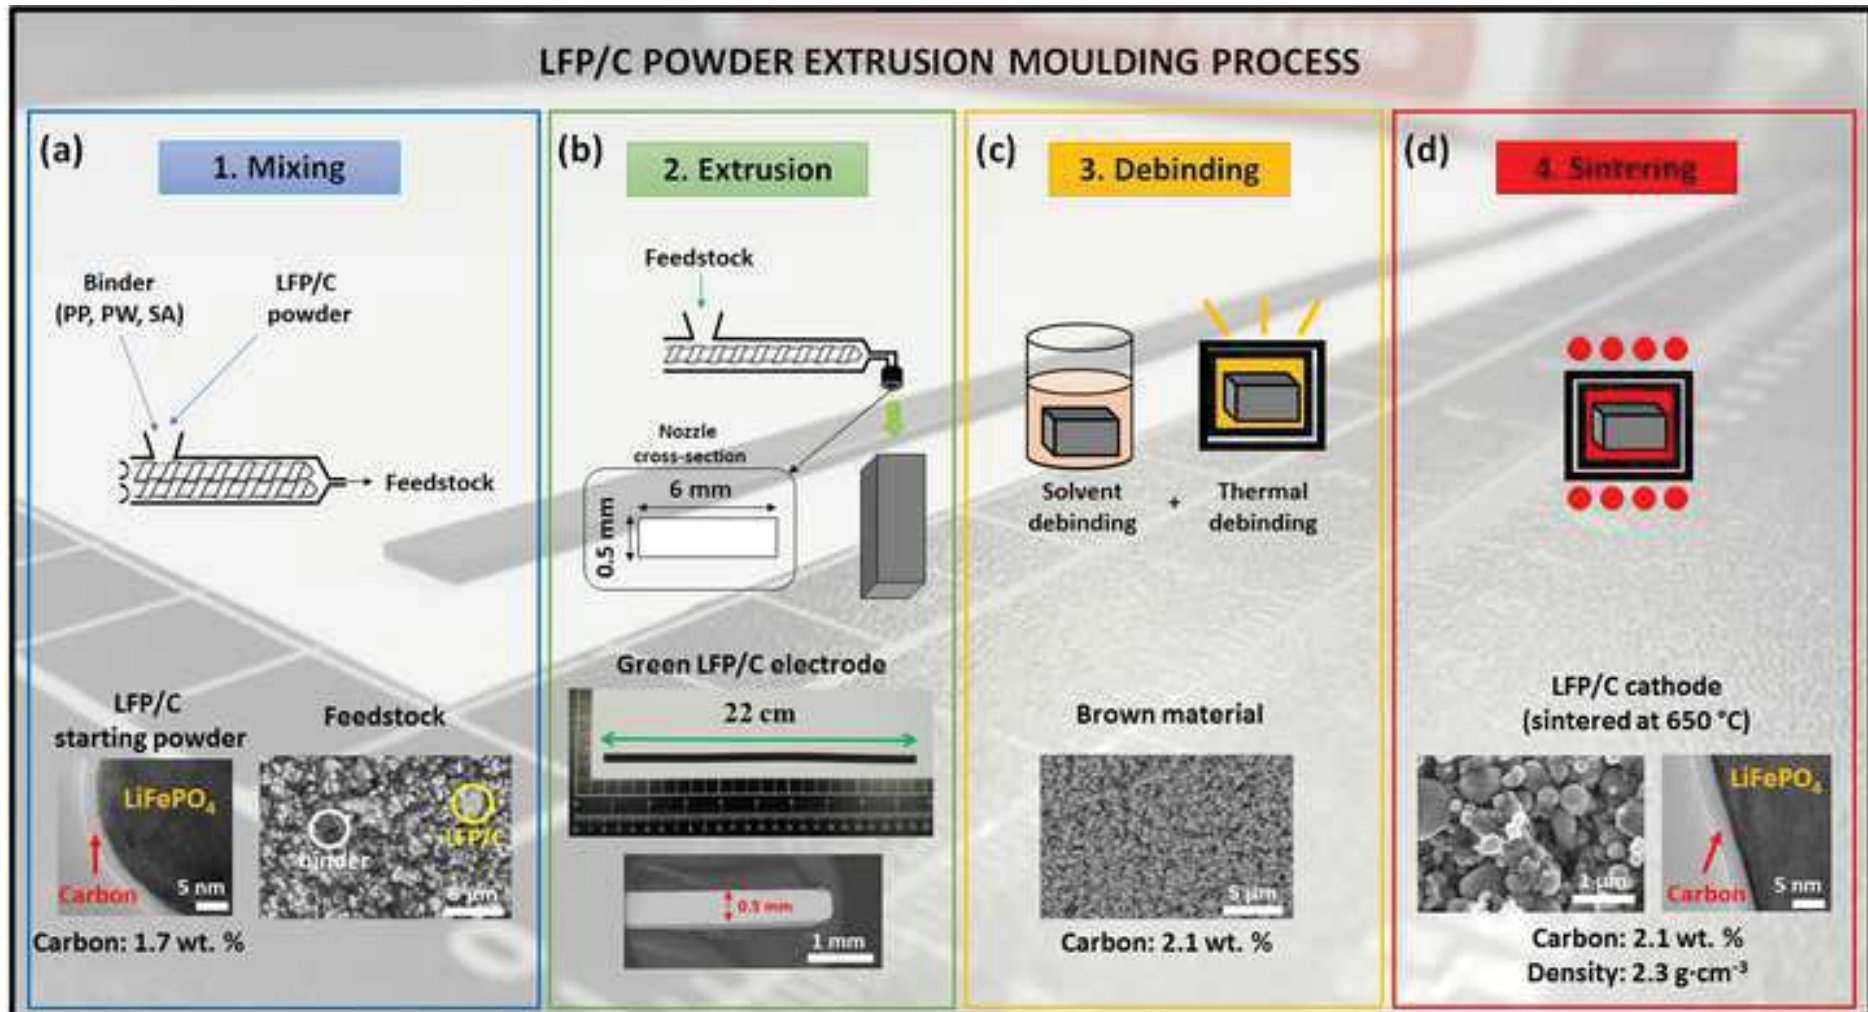 LFP/C POWDER EXTRUSION MOULDING PROCESS
(a)
1. Mixing
Binder
(PP, PW, SA)
LFP/C
powder
Feedstock
LFP/C
starting powder
LiFePO4
Carbon
5 nm
Carbon: 1.7 wt. %
Feedstock
binder
LFP/C
(b)
2. Extrusion
Feedstock
Nozzle
cross-section
6 mm
0.5 mm
Green LFP/C electrode
22 cm
0.5 mm
1 mm
(c)
3. Debinding
Solvent
debinding
+
Thermal
debinding
Brown material
5 µm
Carbon: 2.1 wt. %
(d)
4. Sintering
LFP/C cathode
(sintered at 650 °C)
1 µm
LiFePO4
Carbon
5 nm
Carbon: 2.1 wt. %
Density: 2.3 g·cm-3